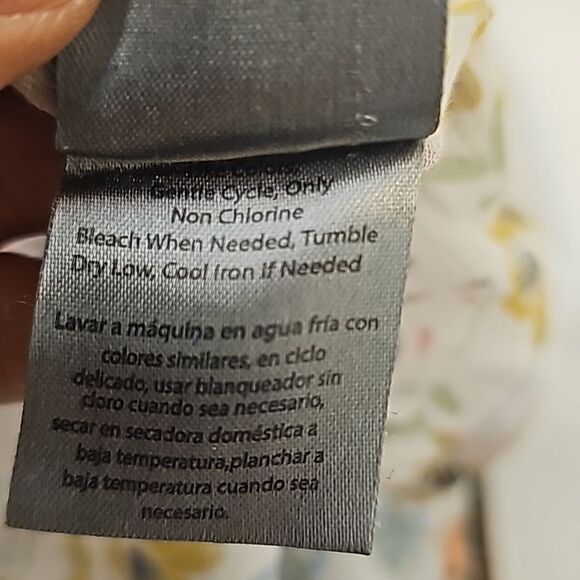 Gentle Cycle, Only
Non Chlorine
Bleach When Needed, Tumble
Dry Low, Cool Iron If Needed
Lavar a máquina en agua fría con
colores similares, en ciclo
delicado, usar blanqueador sin
cloro cuando sea necesario,
secar en secadora doméstica a
baja temperatura,planchar a
baja temperatura cuando sea
necesario.